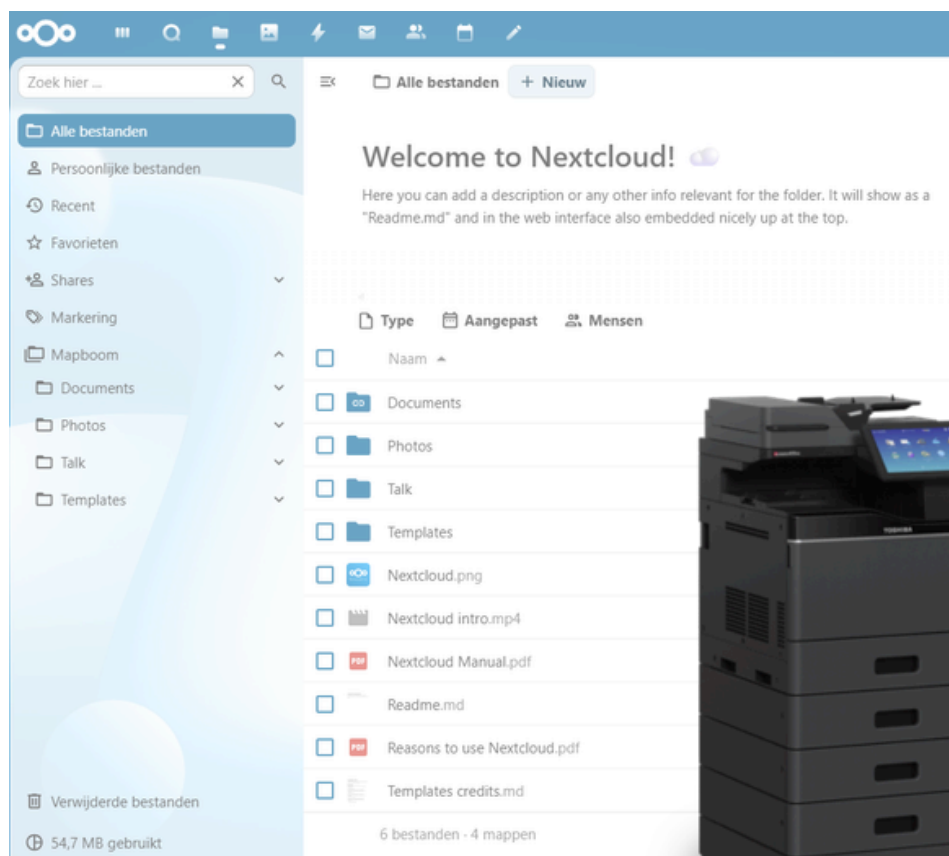 Zoek hier ...
Alle bestanden
+ Nieuw
Alle bestanden
Persoonlijke bestanden
Recent
Favorieten
Shares
Markering
Mapboom
Documents
Photos
Talk
Templates
Verwijderde bestanden
54,7 MB gebruikt
Welcome to Nextcloud!
Here you can add a description or any other info relevant for the folder. It will show as a
"Readme.md" and in the web interface also embedded nicely up at the top.
Type Aangepast Mensen
Naam
Documents
Photos
Talk
Templates
Nextcloud.png
Nextcloud intro.mp4
PDF Nextcloud Manual.pdf
Readme.md
PDF Reasons to use Nextcloud.pdf
Templates credits.md
6 bestanden - 4 mappen
TOSHIBA